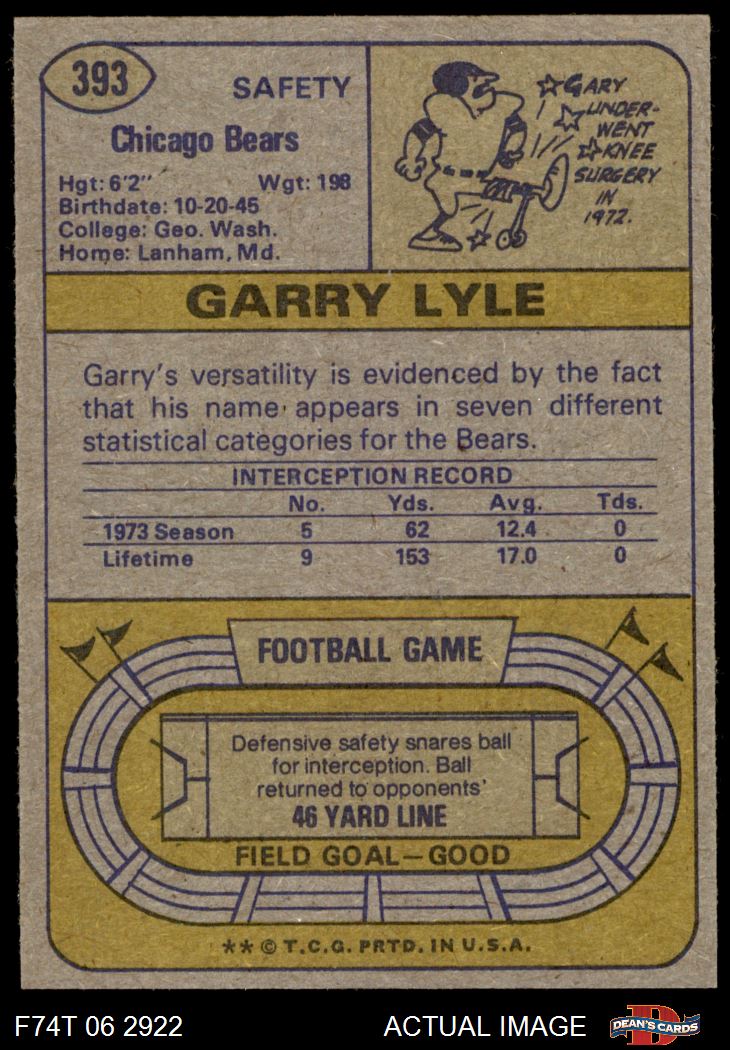 393
SAFETY
Chicago Bears
Hgt: 6'2" Wgt: 198
Birthdate: 10-20-45
College: Geo. Wash.
Home: Lanham, Md.
GARY
UNDER-
WENT
KNEE
SURGERY
IN
1972.
GARRY LYLE
Garry's versatility is evidenced by the fact
that his name appears in seven different
statistical categories for the Bears.
INTERCEPTION RECORD
No. Yds. Avg. Tds.
1973 Season 5 62 12.4 0
Lifetime 9 153 17.0 0
FOOTBALL GAME
Defensive safety snares ball
for interception. Ball
returned to opponents'
46 YARD LINE
FIELD GOAL—GOOD
** © T.C.G. PRTD. IN U.S.A.
F74T 06 2922 ACTUAL IMAGE
DEAN'S CARDS